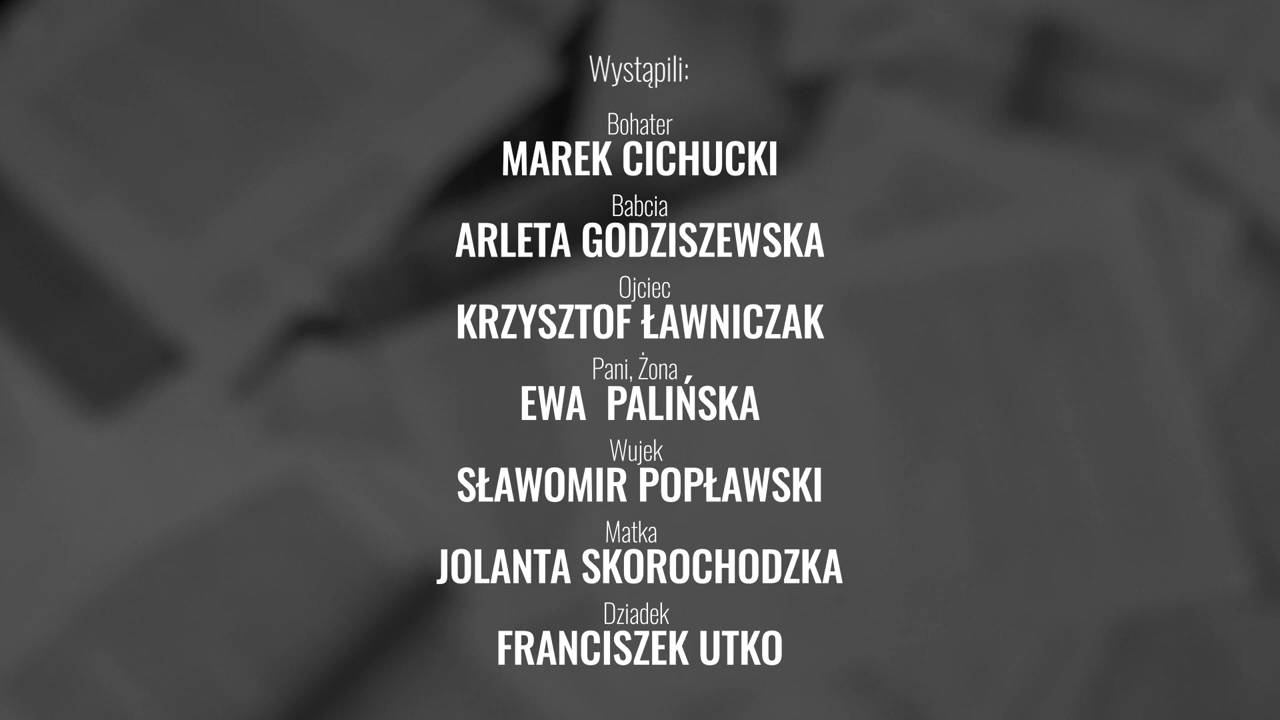 Wystąpili:
Bohater
MAREK CICHUCKI
Babcia
ARLETA GODZISZEWSKA
Ojciec
KRZYSZTOF ŁAWNICZAK
Pani, Żona
EWA  PALIŃSKA
Wujek
SŁAWOMIR POPŁAWSKI
Matka
JOLANTA SKOROCHODZKA
Dziadek
FRANCISZEK UTKO